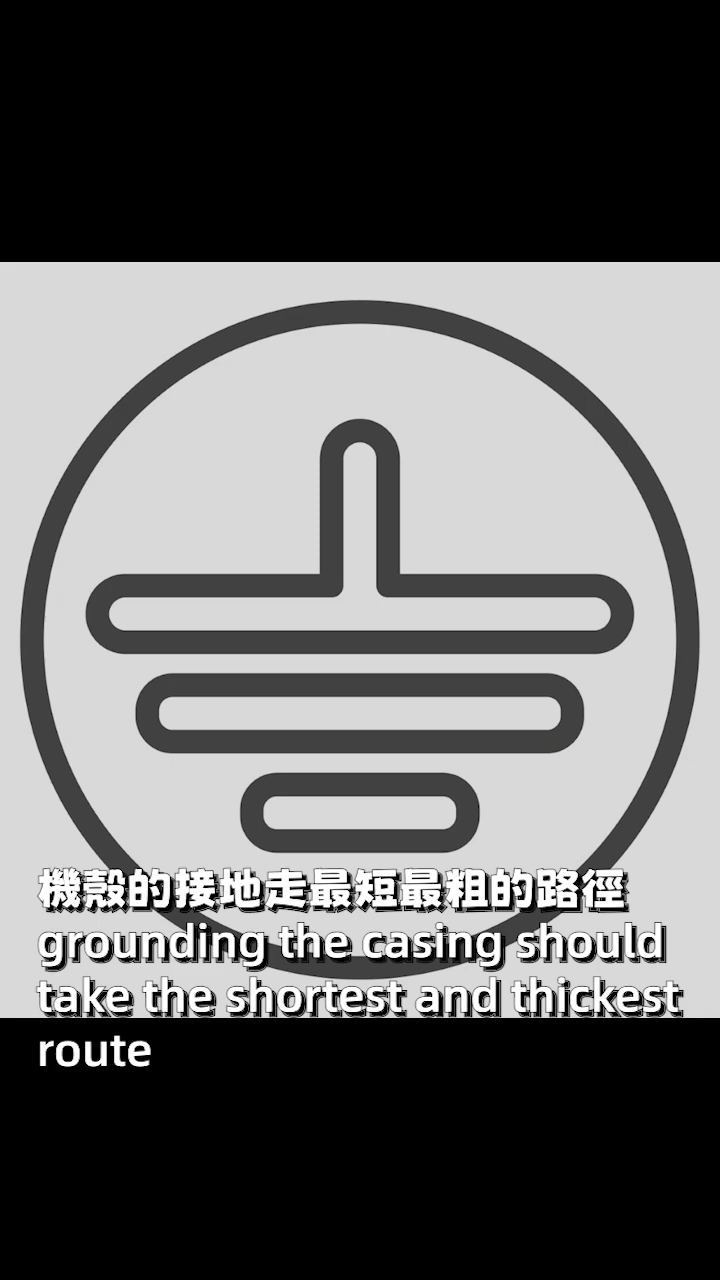 機殼的接地走最短最粗的路徑
grounding the casing should
take the shortest and thickest
route